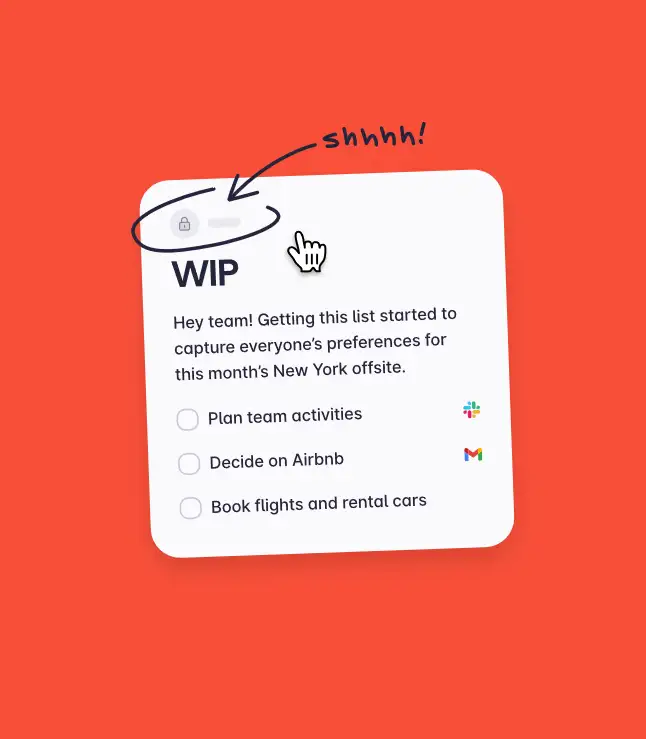 shhhh!
WIP
Hey team! Getting this list started to
capture everyone’s preferences for
this month’s New York offsite.
Plan team activities
Decide on Airbnb
Book flights and rental cars